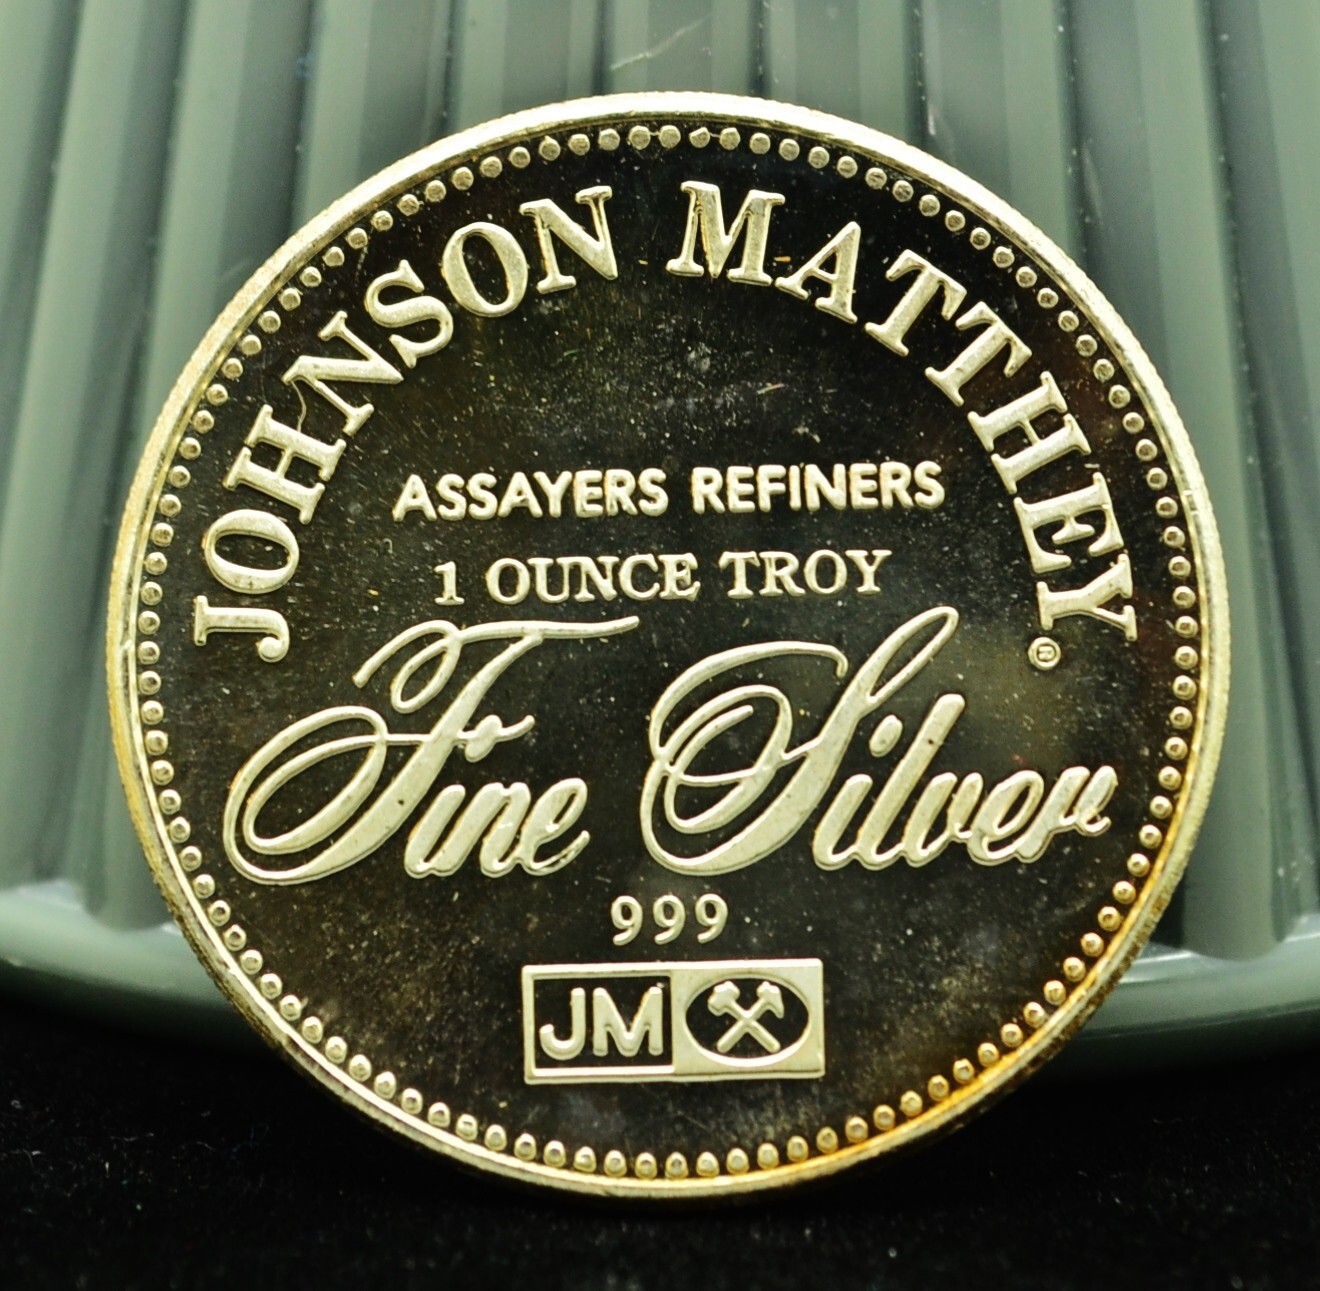 JOHNSON MATTHEY ®
ASSAYERS REFINERS
1 OUNCE TROY
Fine Silver
999
JM